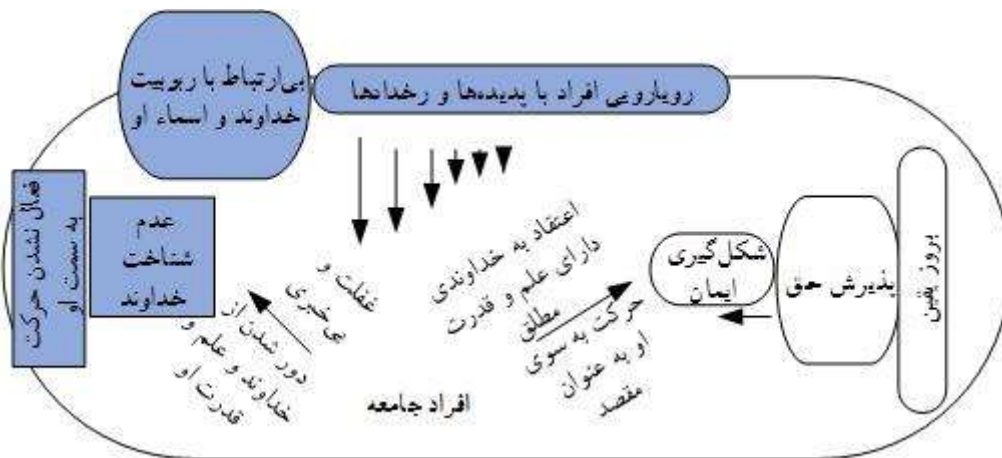 بی‌ارتباط با ربوبیت
خداوند و اسماء او
رویارویی افراد با پدیده‌ها و رخدادها
بروز یقین
پذیرش حق
شکل‌گیری
ایمان
اعتقاد به خداوندی
دارای علم و قدرت
مطلق
حرکت به سوی
او به عنوان
مقصد
افراد جامعه
غفلت و
بی‌خبری
دور شدن از
خداوند و علم و
قدرت او
عدم
شناخت
خداوند
فعال نشدن حرکت
به سمت او